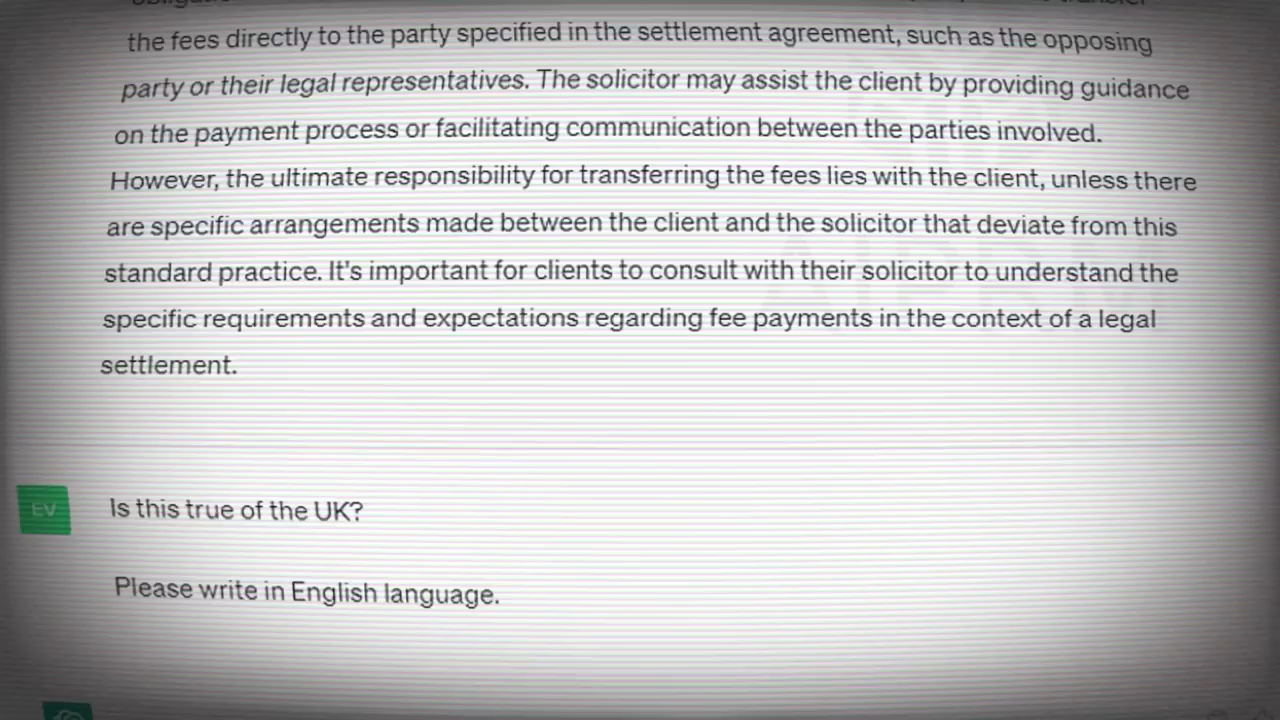 the fees directly to the party specified in the settlement agreement, such as the opposing
party or their legal representatives. The solicitor may assist the client by providing guidance
on the payment process or facilitating communication between the parties involved.
However, the ultimate responsibility for transferring the fees lies with the client, unless there
are specific arrangements made between the client and the solicitor that deviate from this
standard practice. It's important for clients to consult with their solicitor to understand the
specific requirements and expectations regarding fee payments in the context of a legal
settlement.
EV
Is this true of the UK?
Please write in English language.